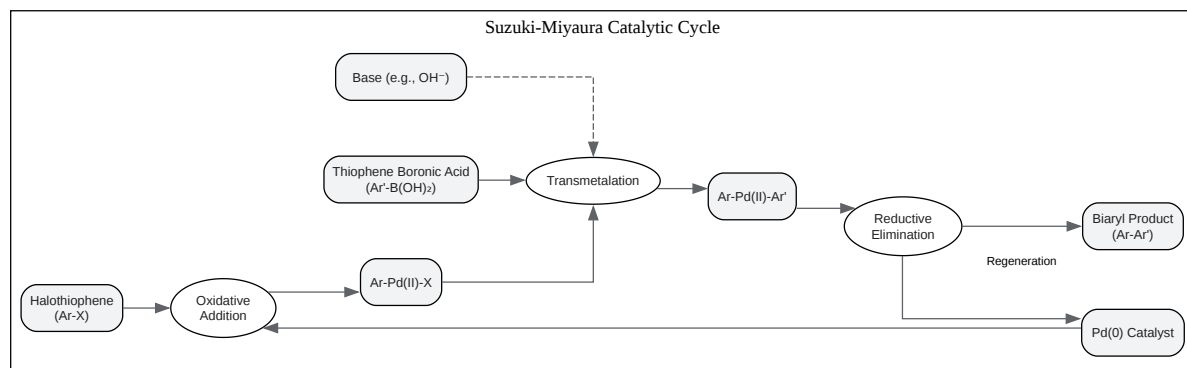 Suzuki-Miyaura Catalytic Cycle
Base (e.g., OH⁻)
Thiophene Boronic Acid
(Ar'-B(OH)₂)
Transmetalation
Ar-Pd(II)-Ar'
Reductive
Elimination
Biaryl Product
(Ar-Ar')
Regeneration
Halothiophene
(Ar-X)
Oxidative
Addition
Ar-Pd(II)-X
Pd(0) Catalyst